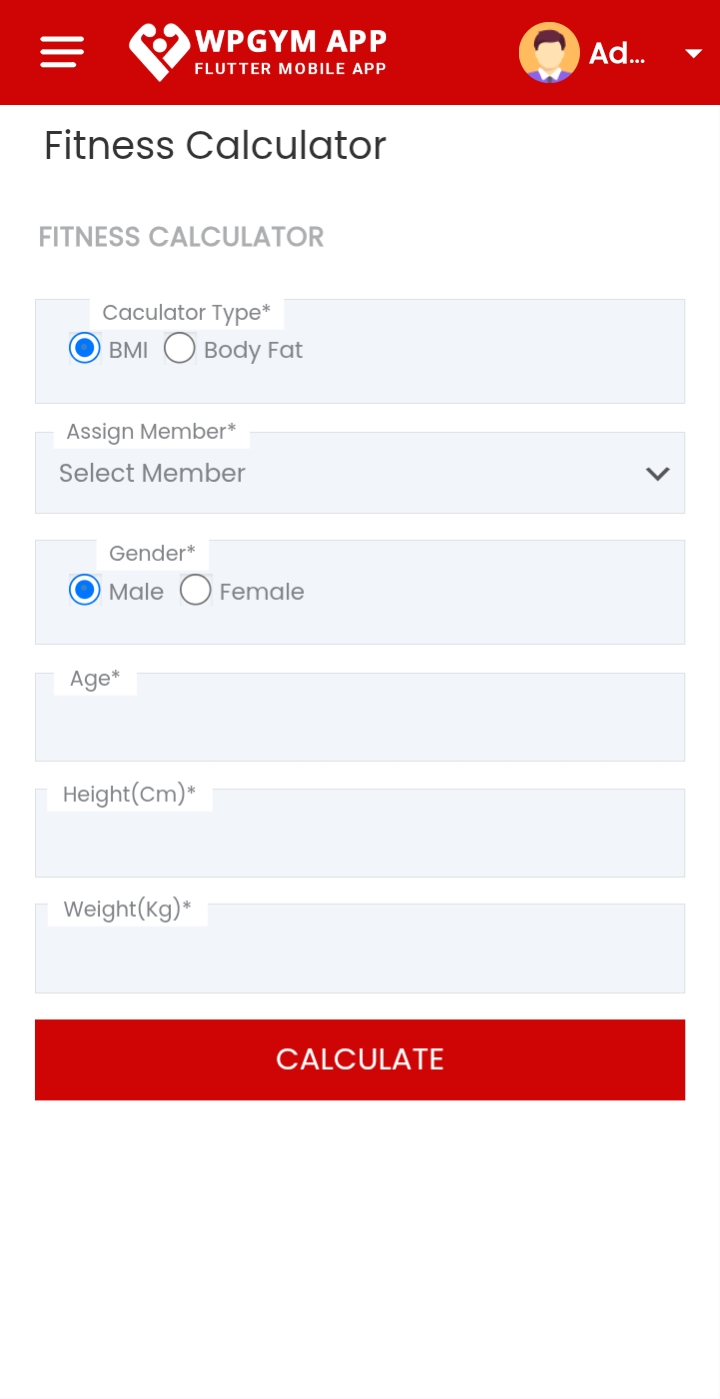 WPGYM APP
FLUTTER MOBILE APP
Ad...
Fitness Calculator
FITNESS CALCULATOR
Caculator Type*
BMI Body Fat
Assign Member*
Select Member
Gender*
Male Female
Age*
Height(Cm)*
Weight(Kg)*
CALCULATE